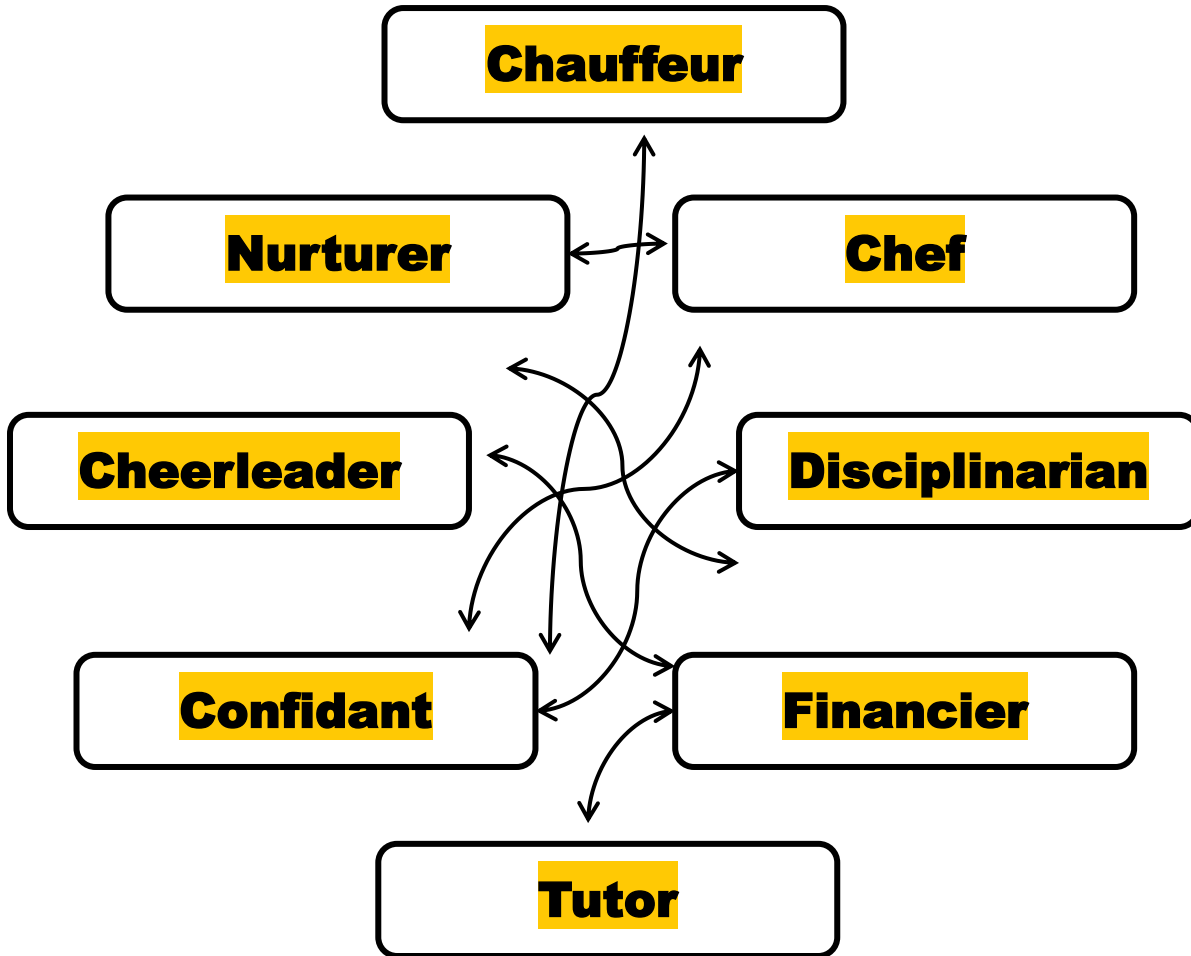 Chauffeur
Nurturer
Chef
Cheerleader
Disciplinarian
Confidant
Financier
Tutor